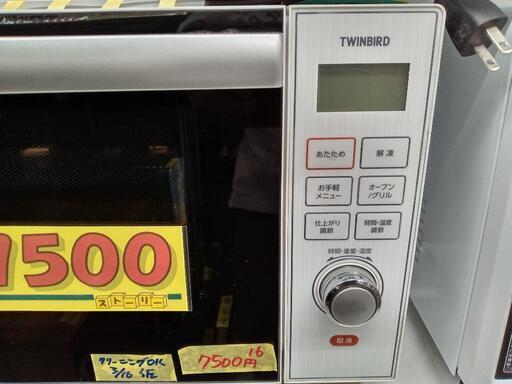 TWINBIRD
あたため
解凍
お手軽
メニュー
オーブン
/グリル
仕上がり
調節
時間・温度
調節
時間・重量・温度
取消
1500
ストーリー
クリーニングOK
3/16
16
7500円